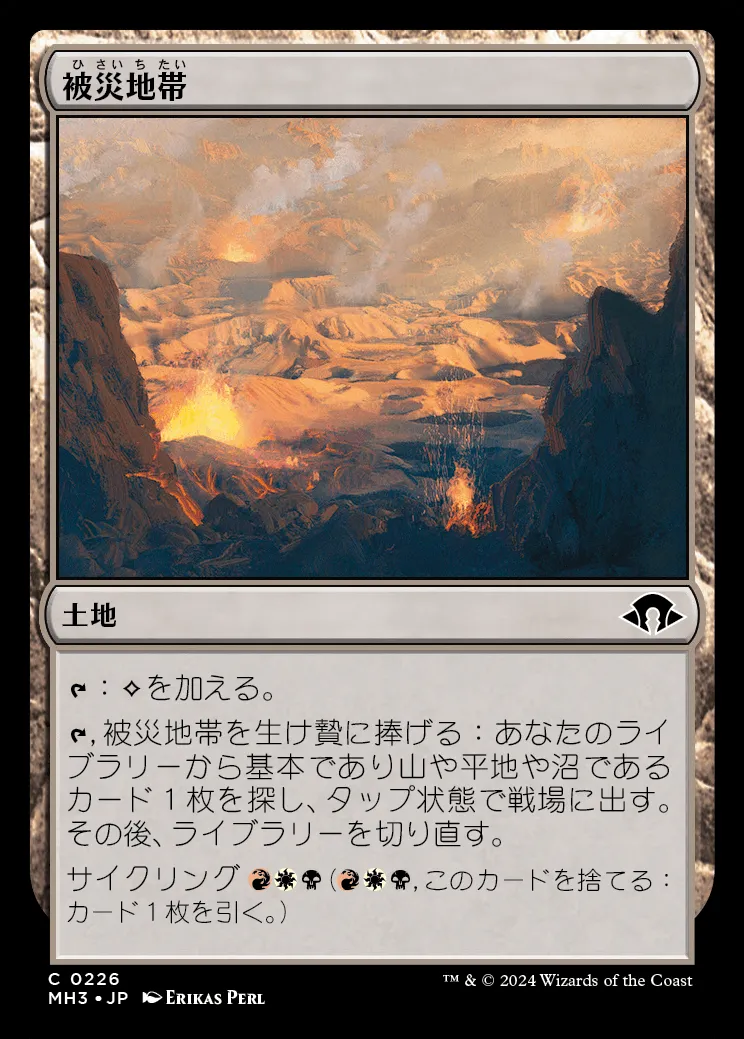 ひさいちたい
被災地帯
土地
：を加える。
,被災地帯を生け贄に捧げる：あなたのライ
ブラリーから基本であり山や平地や沼である
カード１枚を探し、タップ状態で戦場に出す。
その後、ライブラリーを切り直す。
サイクリング（,このカードを捨てる：
カード１枚を引く。）
C 0226
MH3 • JP Erikas Perl
™ & © 2024 Wizards of the Coast